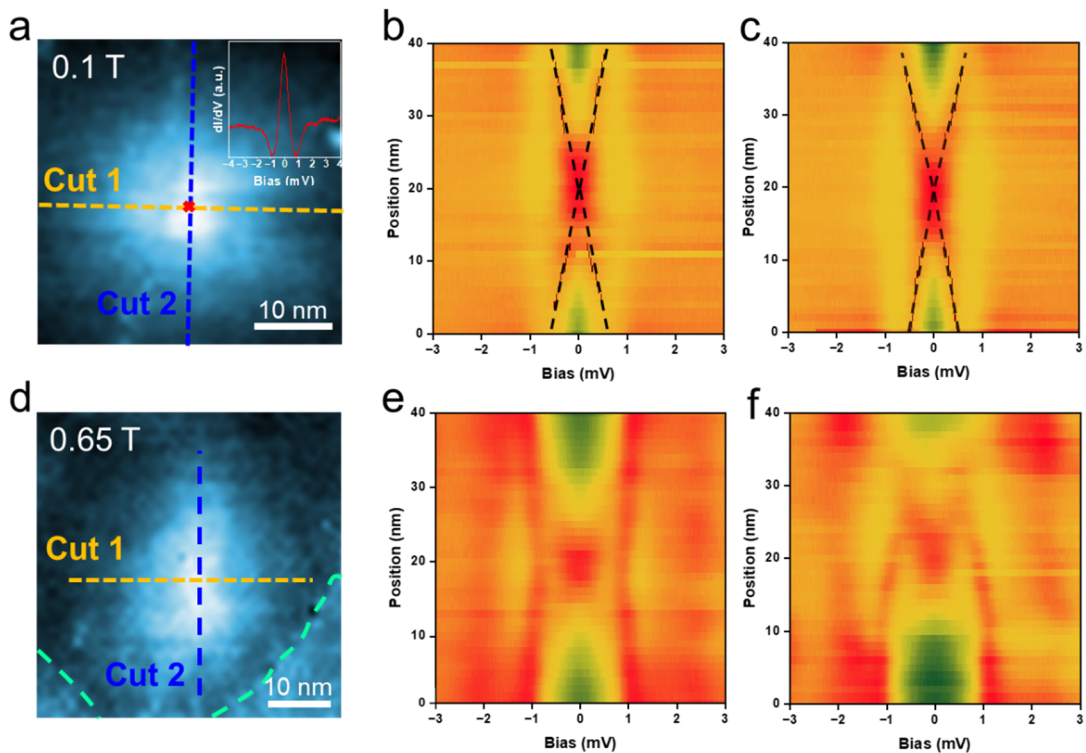 a
0.1 T
dI/dV (a.u.)
−4 −3 −2 −1 0 1 2 3 4
Bias (mV)
Cut 1
Cut 2
10 nm
b
Position (nm)
40
30
20
10
0
−3 −2 −1 0 1 2 3
Bias (mV)
c
Position (nm)
40
30
20
10
0
−3 −2 −1 0 1 2 3
Bias (mV)
d
0.65 T
Cut 1
Cut 2
10 nm
e
Position (nm)
40
30
20
10
0
−3 −2 −1 0 1 2 3
Bias (mV)
f
Position (nm)
40
30
20
10
0
−3 −2 −1 0 1 2 3
Bias (mV)